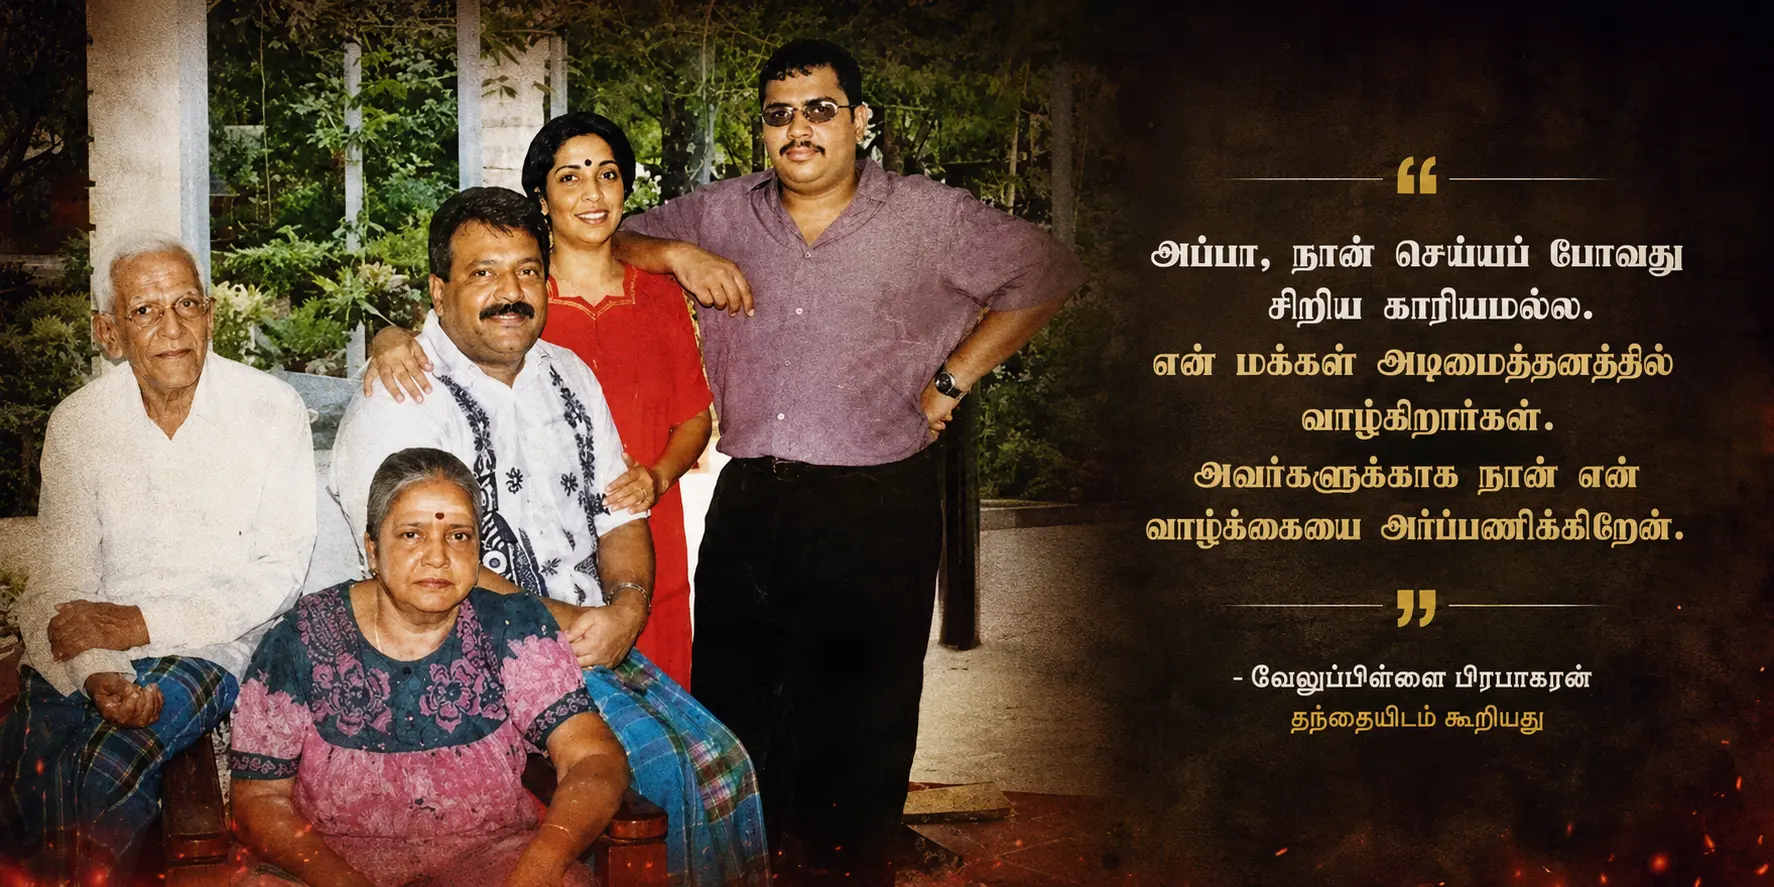 “
அப்பா, நான் செய்யப் போவது
சிறிய காரியமல்ல.
என் மக்கள் அடிமைத்தனத்தில்
வாழ்கிறார்கள்.
அவர்களுக்காக நான் என்
வாழ்க்கையை அர்ப்பணிக்கிறேன்.
”
- வேலுப்பிள்ளை பிரபாகரன்
தந்தையிடம் கூறியது